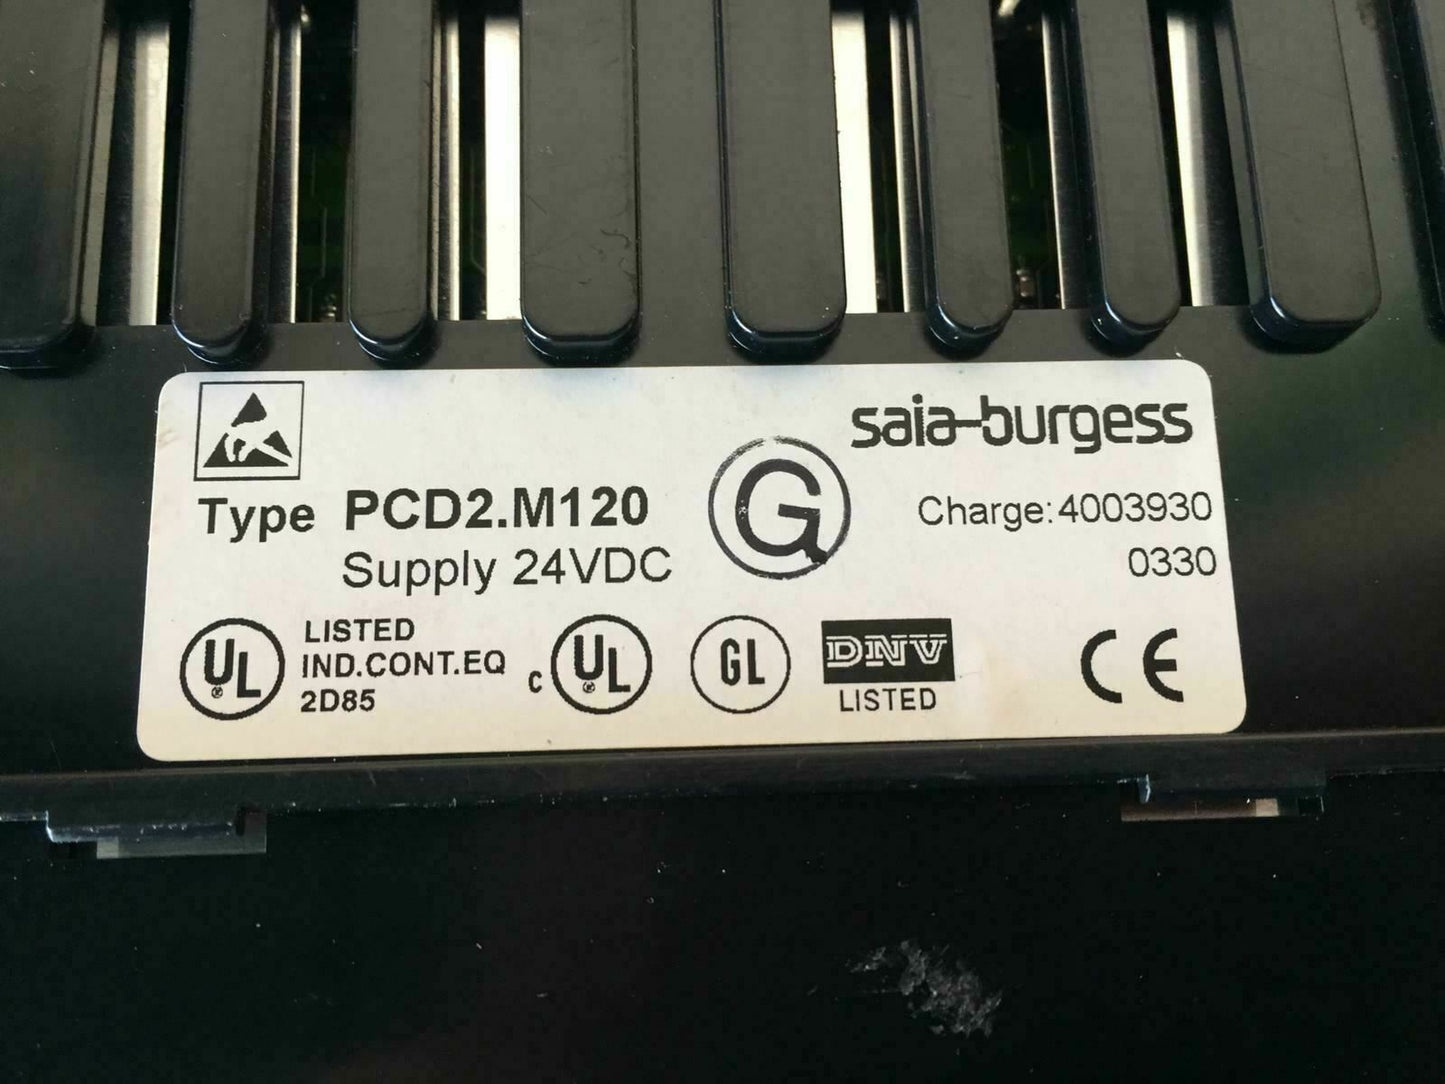 saia-burgess
Type PCD2.M120
Supply 24VDC
G
Charge: 4003930
0330
UL
LISTED
IND.CONT.EQ
2D85
c UL
GL
DNV
LISTED
CE